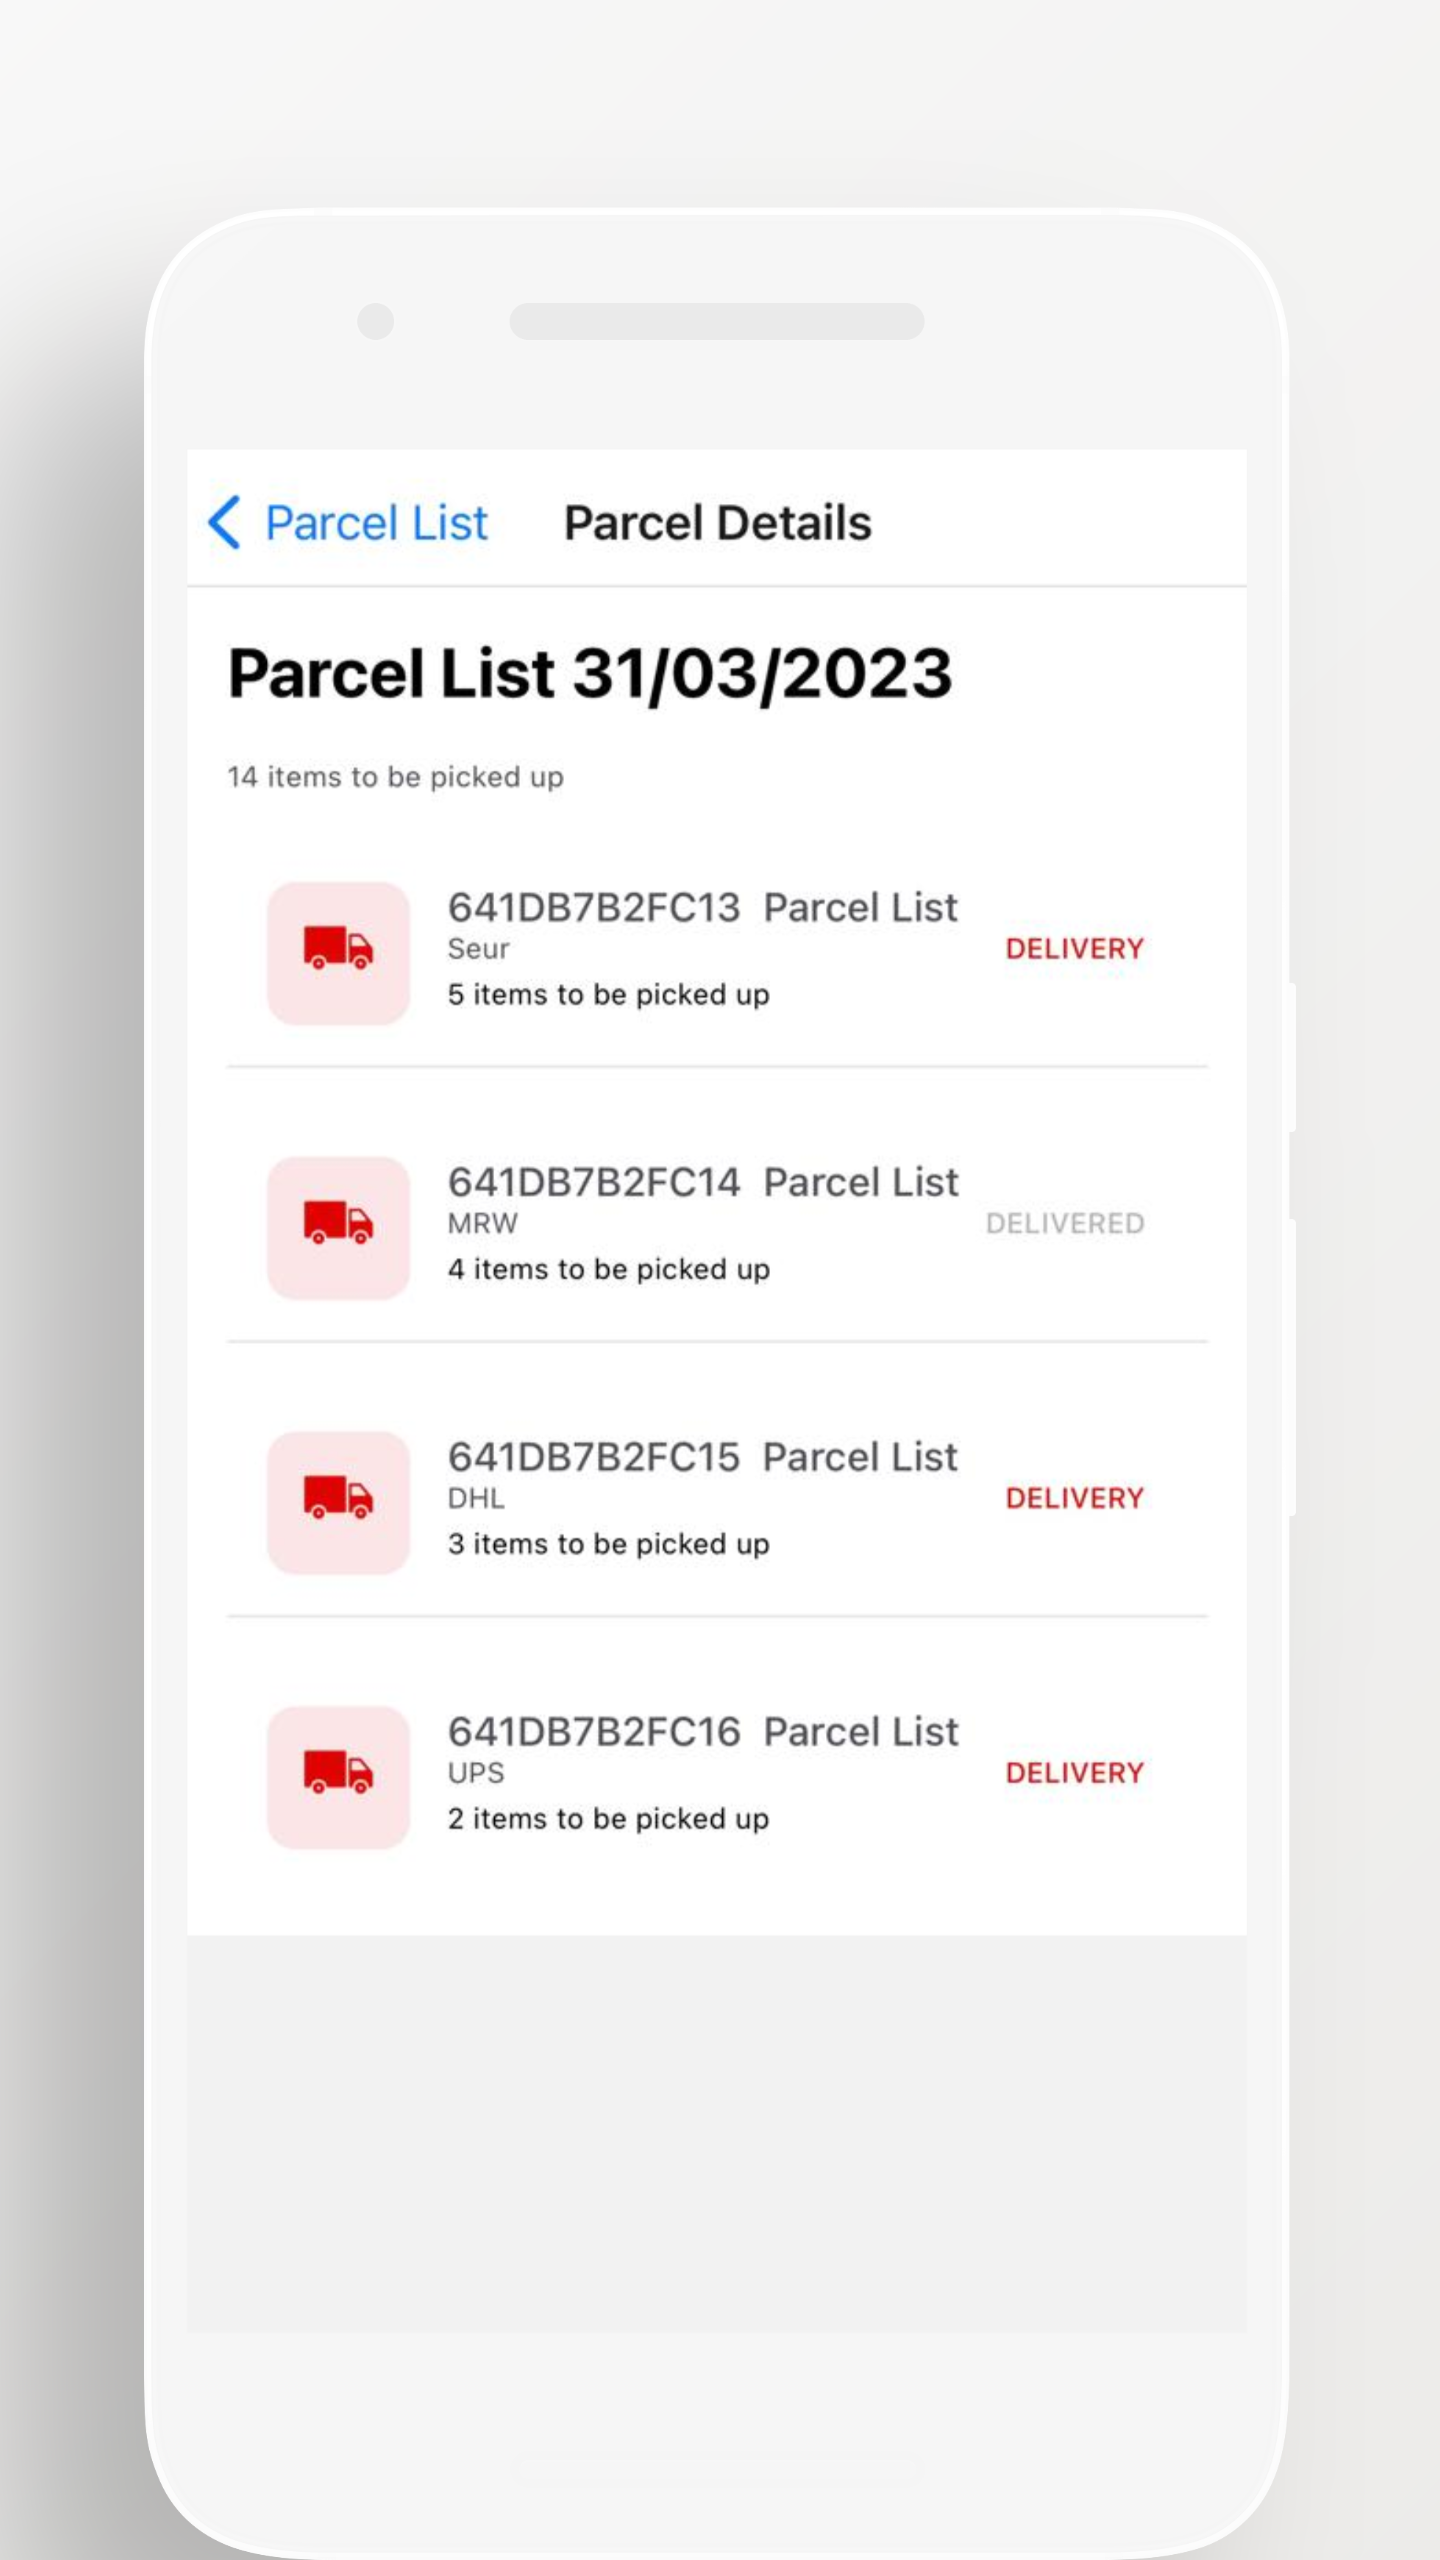 Parcel List Parcel Details
Parcel List 31/03/2023
14 items to be picked up
641DB7B2FC13 Parcel List
Seur
DELIVERY
5 items to be picked up
641DB7B2FC14 Parcel List
MRW
DELIVERED
4 items to be picked up
641DB7B2FC15 Parcel List
DHL
DELIVERY
3 items to be picked up
641DB7B2FC16 Parcel List
UPS
DELIVERY
2 items to be picked up